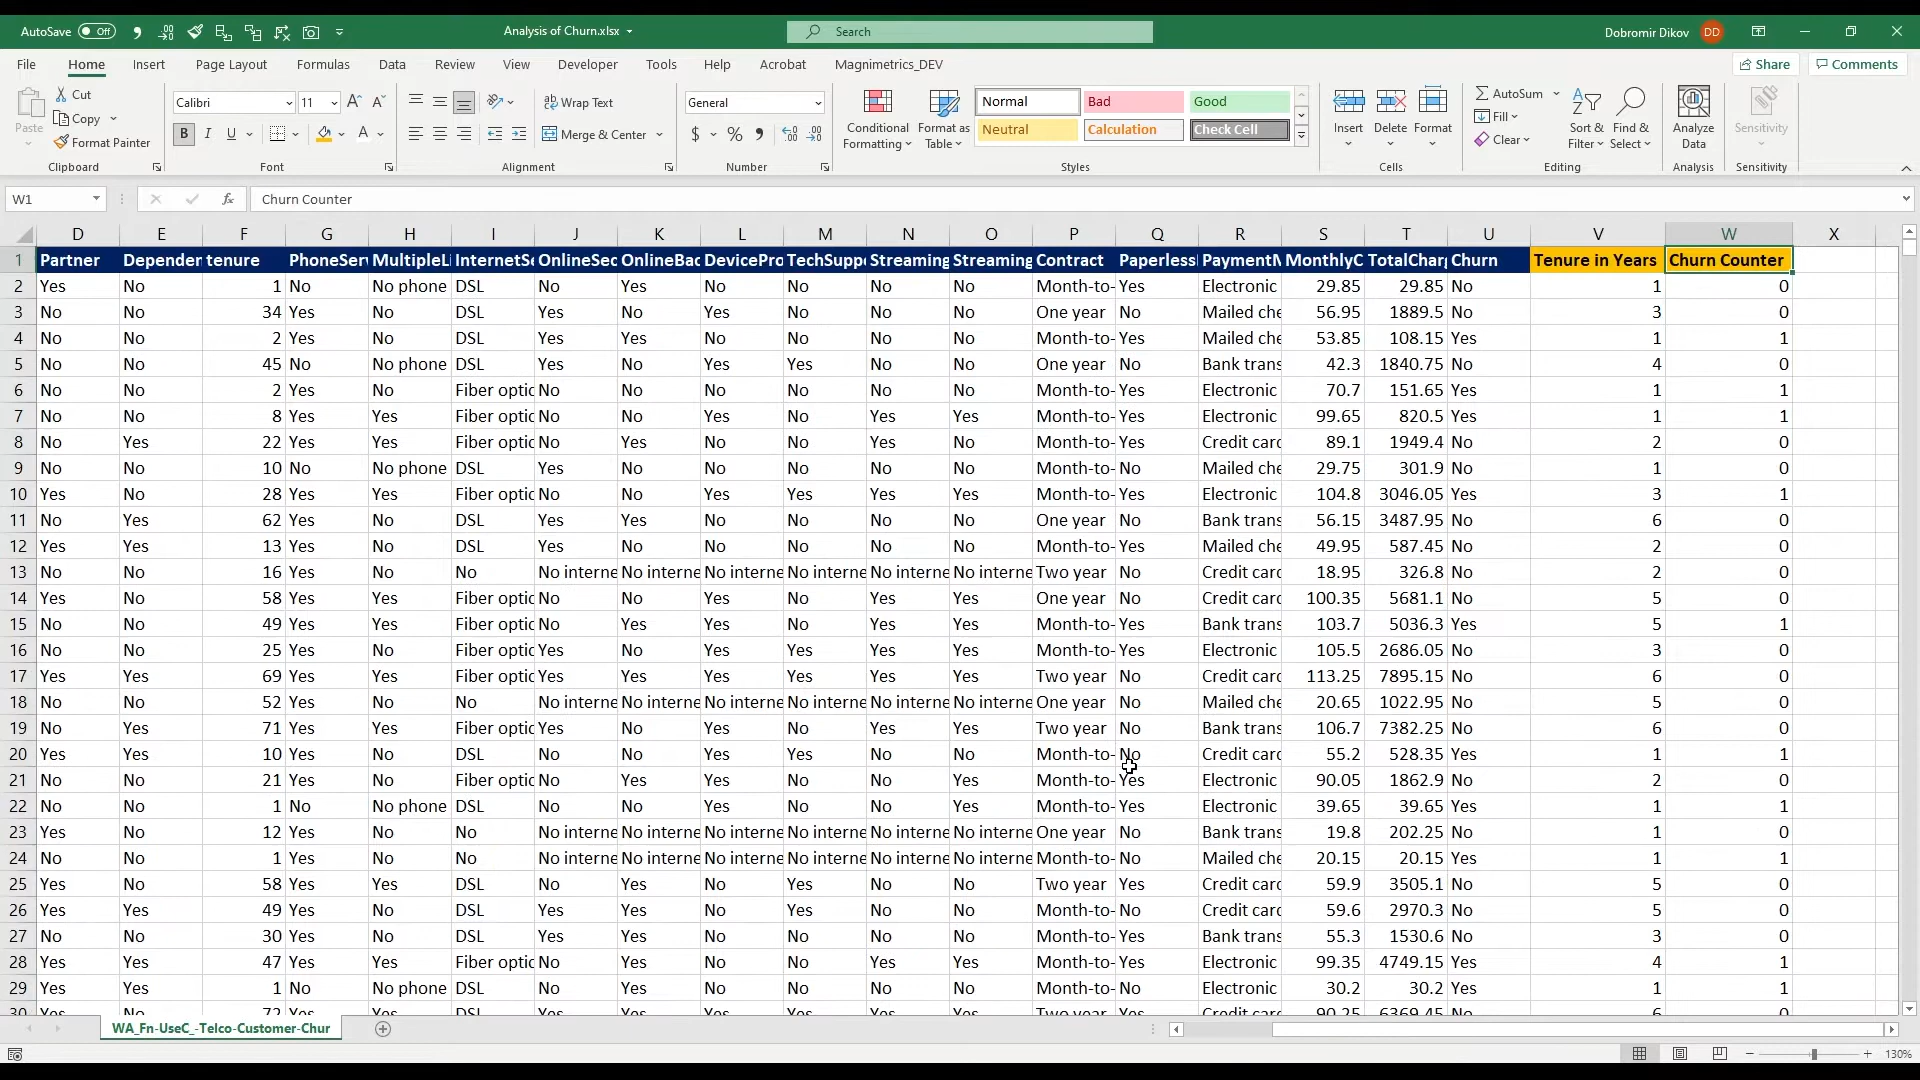 AutoSave Off Analysis of Churn.xlsx Search Dobromir Dikov DD
File Home Insert Page Layout Formulas Data Review View Developer Tools Help Acrobat Magnimetrics_DEV Share Comments
Paste Cut Copy Format Painter Clipboard
Calibri 11 B I U Font
Wrap Text Merge & Center Alignment
General $ % Number
Conditional Formatting Format as Table Normal Bad Good Neutral Calculation Check Cell Styles
Insert Delete Format Cells
AutoSum Fill Clear Sort & Filter Find & Select Editing
Analyze Data Analysis Sensitivity Sensitivity
W1 fx Churn Counter
D E F G H I J K L M N O P Q R S T U V W X
1 Partner Depender tenure PhoneServ MultipleLi InternetSe OnlineSec OnlineBac DevicePro TechSuppo Streaming Streaming Contract Paperless PaymentM MonthlyC TotalCharg Churn Tenure in Years Churn Counter
2 Yes No 1 No No phone DSL No Yes No No No No Month-to- Yes Electronic 29.85 29.85 No 1 0
3 No No 34 Yes No DSL Yes No Yes No No No One year No Mailed che 56.95 1889.5 No 3 0
4 No No 2 Yes No DSL Yes Yes No No No No Month-to- Yes Mailed che 53.85 108.15 Yes 1 1
5 No No 45 No No phone DSL Yes No Yes Yes No No One year No Bank trans 42.3 1840.75 No 4 0
6 No No 2 Yes No Fiber optic No No No No No No Month-to- Yes Electronic 70.7 151.65 Yes 1 1
7 No No 8 Yes Yes Fiber optic No No Yes No Yes Yes Month-to- Yes Electronic 99.65 820.5 Yes 1 1
8 No Yes 22 Yes Yes Fiber optic No Yes No No Yes No Month-to- Yes Credit card 89.1 1949.4 No 2 0
9 No No 10 No No phone DSL Yes No No No No No Month-to- No Mailed che 29.75 301.9 No 1 0
10 Yes No 28 Yes Yes Fiber optic No No Yes Yes Yes Yes Month-to- Yes Electronic 104.8 3046.05 Yes 3 1
11 No Yes 62 Yes No DSL Yes Yes No No No No One year No Bank trans 56.15 3487.95 No 6 0
12 Yes Yes 13 Yes No DSL Yes No No No No No Month-to- Yes Mailed che 49.95 587.45 No 2 0
13 No No 16 Yes No No No interne No interne No interne No interne No interne No interne Two year No Credit card 18.95 326.8 No 2 0
14 Yes No 58 Yes Yes Fiber optic No No Yes No Yes Yes One year No Credit card 100.35 5681.1 No 5 0
15 No No 49 Yes Yes Fiber optic No Yes Yes No Yes Yes Month-to- Yes Bank trans 103.7 5036.3 Yes 5 1
16 No No 25 Yes No Fiber optic Yes No Yes Yes Yes Yes Month-to- Yes Electronic 105.5 2686.05 No 3 0
17 Yes Yes 69 Yes Yes Fiber optic Yes Yes Yes Yes Yes Yes Two year No Credit card 113.25 7895.15 No 6 0
18 No No 52 Yes No No No interne No interne No interne No interne No interne No interne One year No Mailed che 20.65 1022.95 No 5 0
19 No Yes 71 Yes Yes Fiber optic Yes No Yes No Yes Yes Two year No Bank trans 106.7 7382.25 No 6 0
20 Yes Yes 10 Yes No DSL No No Yes Yes No No Month-to- No Credit card 55.2 528.35 Yes 1 1
21 No No 21 Yes No Fiber optic No Yes Yes No No Yes Month-to- Yes Electronic 90.05 1862.9 No 2 0
22 No No 1 No No phone DSL No No Yes No No Yes Month-to- Yes Electronic 39.65 39.65 Yes 1 1
23 Yes No 12 Yes No No No interne No interne No interne No interne No interne No interne One year No Bank trans 19.8 202.25 No 1 0
24 No No 1 Yes No No No interne No interne No interne No interne No interne No interne Month-to- No Mailed che 20.15 20.15 Yes 1 1
25 Yes No 58 Yes Yes DSL No Yes No Yes No No Two year Yes Credit card 59.9 3505.1 No 5 0
26 Yes Yes 49 Yes No DSL Yes Yes No Yes No No Month-to- No Credit card 59.6 2970.3 No 5 0
27 No No 30 Yes No DSL Yes Yes No No No No Month-to- Yes Bank trans 55.3 1530.6 No 3 0
28 Yes Yes 47 Yes Yes Fiber optic No Yes No No Yes Yes Month-to- Yes Electronic 99.35 4749.15 Yes 4 1
29 Yes Yes 1 No No phone DSL No Yes No No No No Month-to- No Electronic 30.2 30.2 Yes 1 1
30 Yes No 72 Yes Yes DSL Yes Yes Yes Yes Yes Yes Two year Yes Credit card 90.25 6369.45 No 6 0
WA_Fn-UseC_-Telco-Customer-Chur
130%